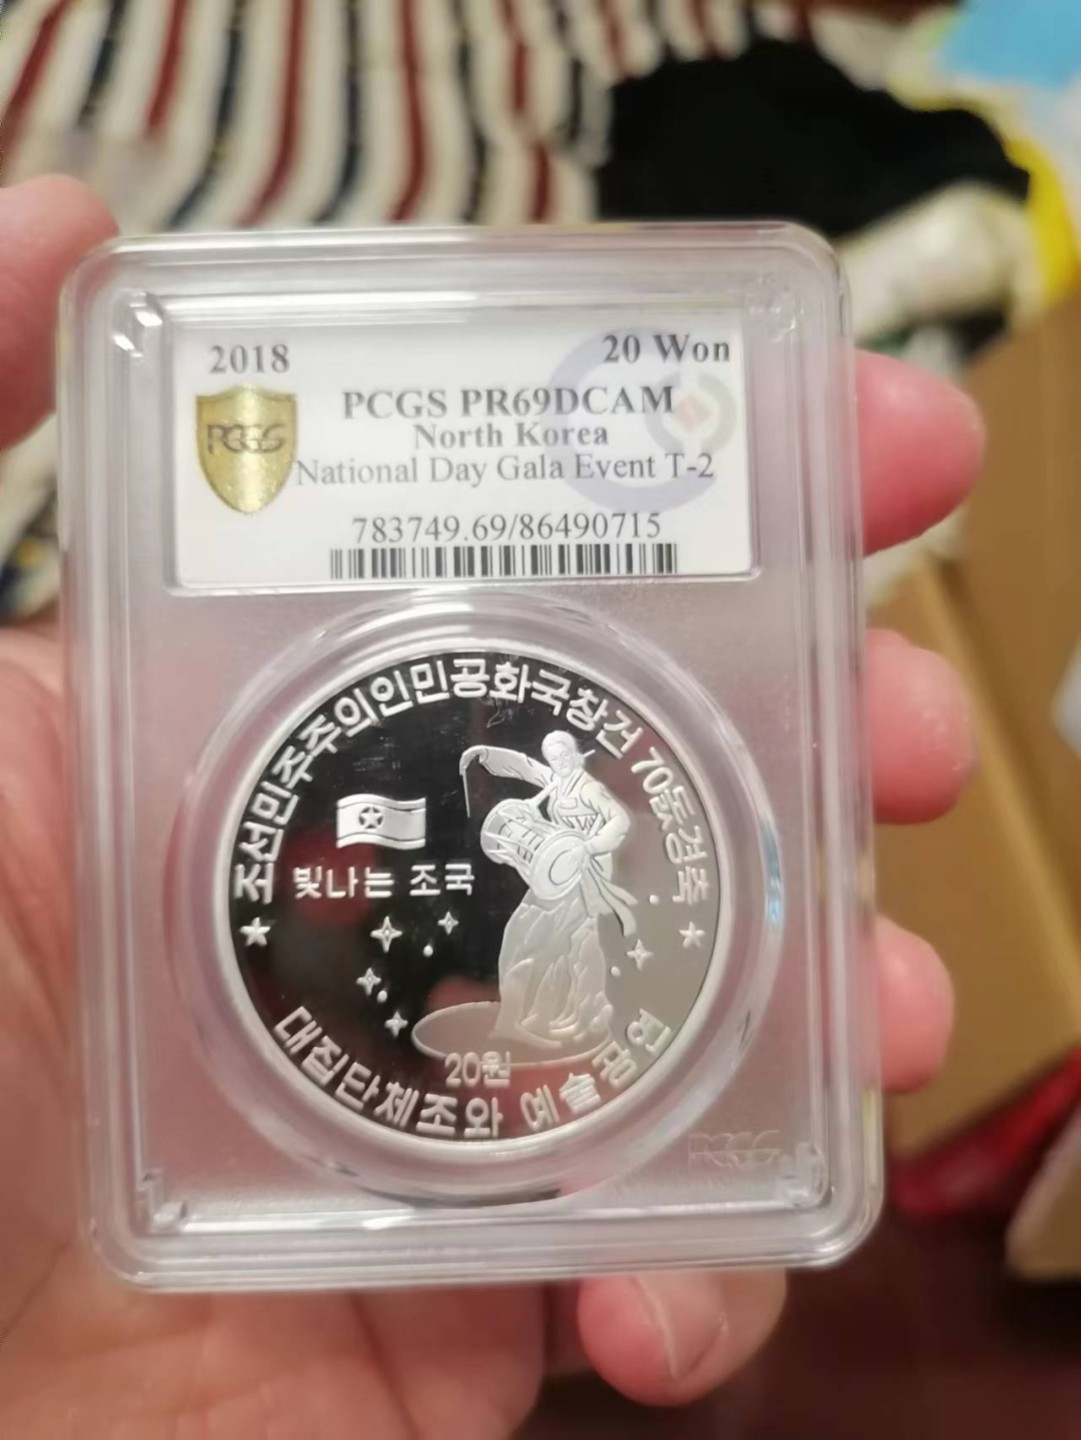 2018
20 Won
PCGS
PCGS PR69DCAM
North Korea
National Day Gala Event T-2
783749.69/86490715
조선민주주의인민공화국창건 70돐경축
빛나는 조국
20원
대집단체조와 예술공연
PCGS